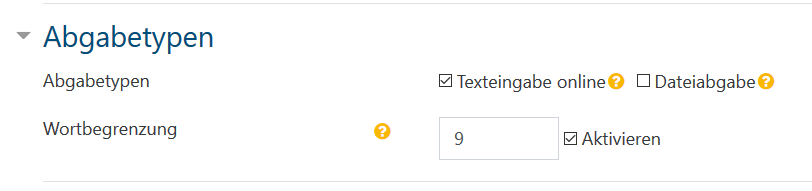 Abgabetypen
Abgabetypen Texteingabe online ? Dateiabgabe ?
Wortbegrenzung ? 9 Aktivieren